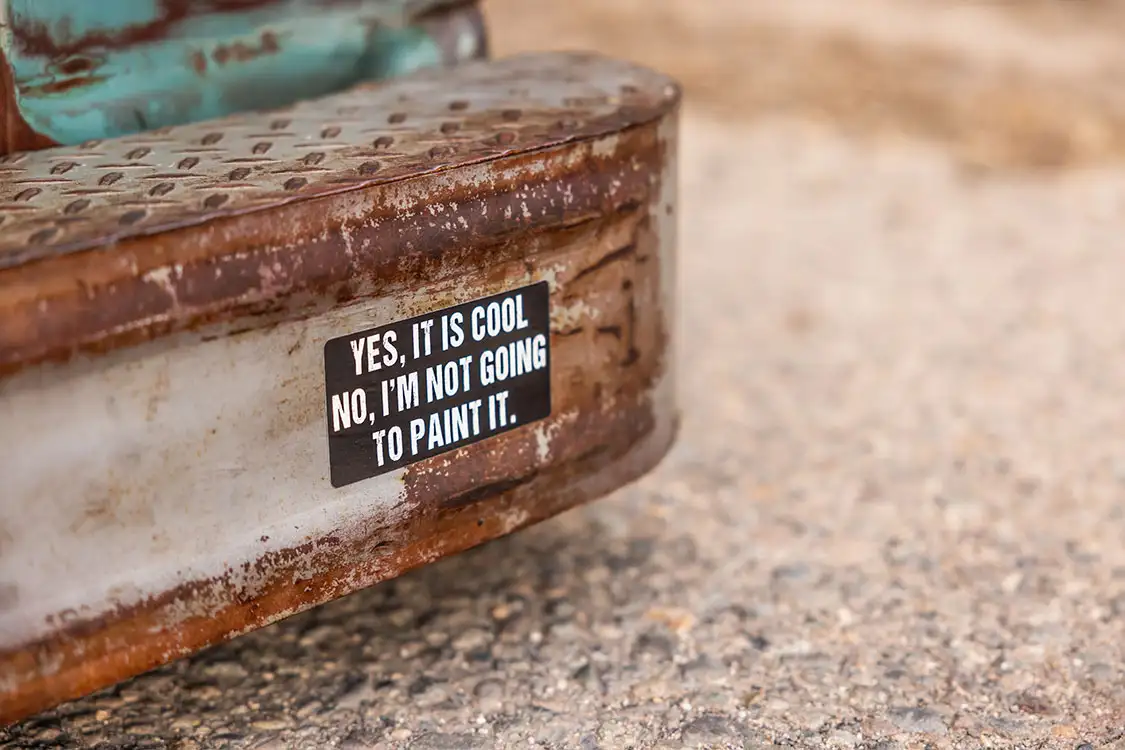 YES, IT IS COOL
NO, I'M NOT GOING
TO PAINT IT.